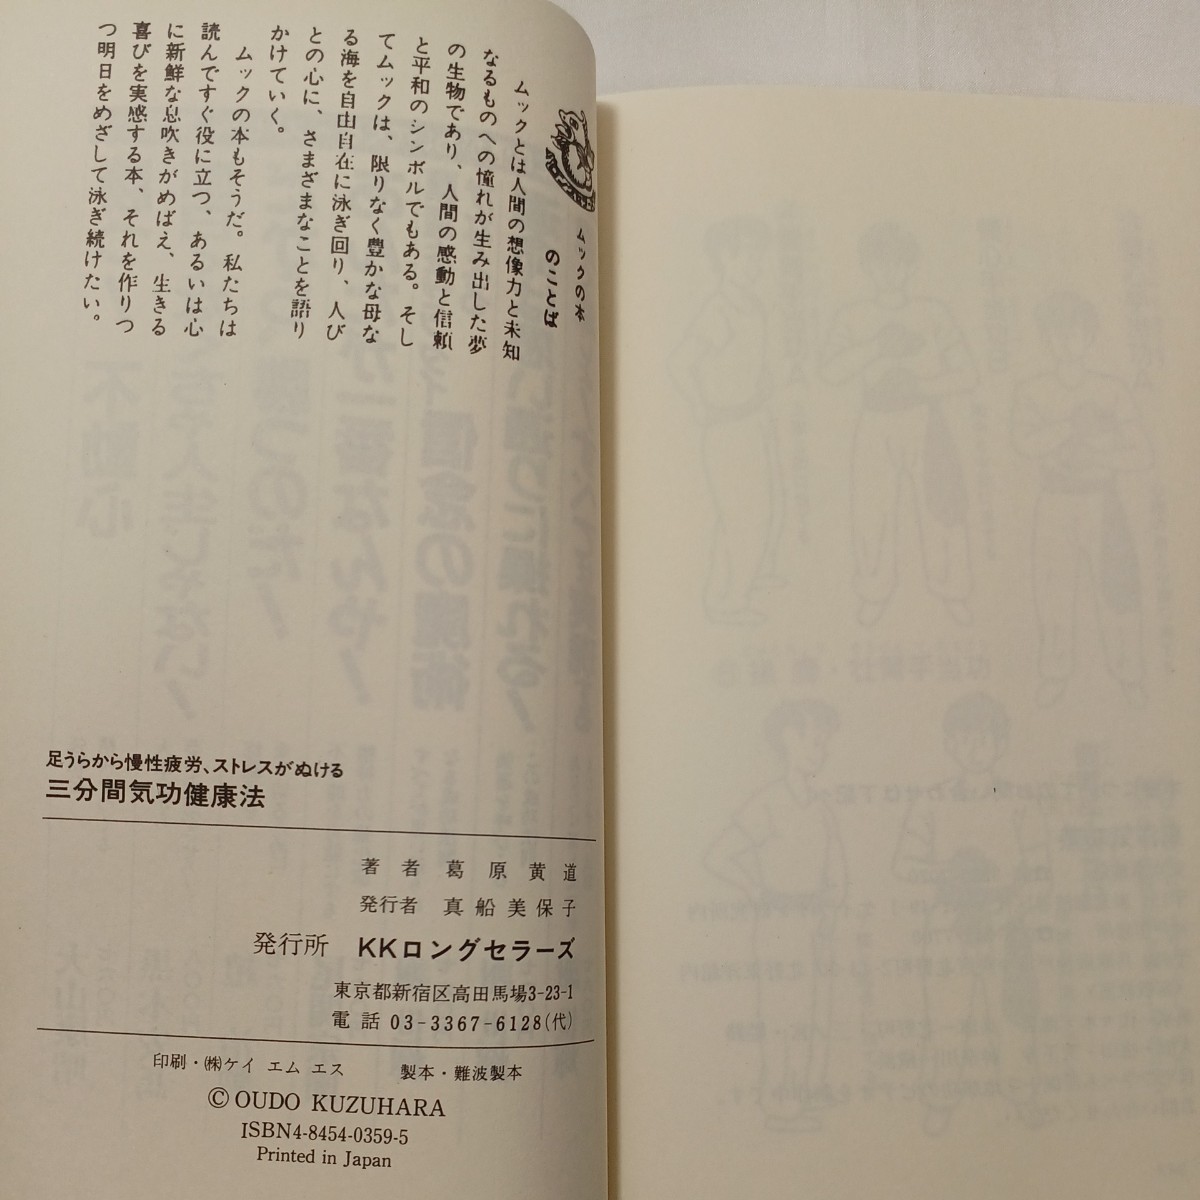 ムックの本
のことば
ムックとは人間の想像力と未知
なるものへの憧れが生み出した夢
の生物であり、人間の感動と信頼
と平和のシンボルでもある。そし
てムックは、限りなく豊かな母な
る海を自由自在に泳ぎ回り、人び
との心に、さまざまなことを語り
かけていく。
ムックの本もそうだ。私たちは
読んですぐ役に立つ、あるいは心
に新鮮な息吹きがめばえ、生きる
喜びを実感する本、それを作りつ
つ明日をめざして泳ぎ続けたい。
足うらから慢性疲労、ストレスがぬける
三分間気功健康法
著者 葛原黄道
発行者 真船美保子
発行所 KKロングセラーズ
東京都新宿区高田馬場3-23-1
電話 03-3367-6128(代)
印刷・㈱ケイ エム エス 製本・難波製本
© OUDO KUZUHARA
ISBN4-8454-0359-5
Printed in Japan